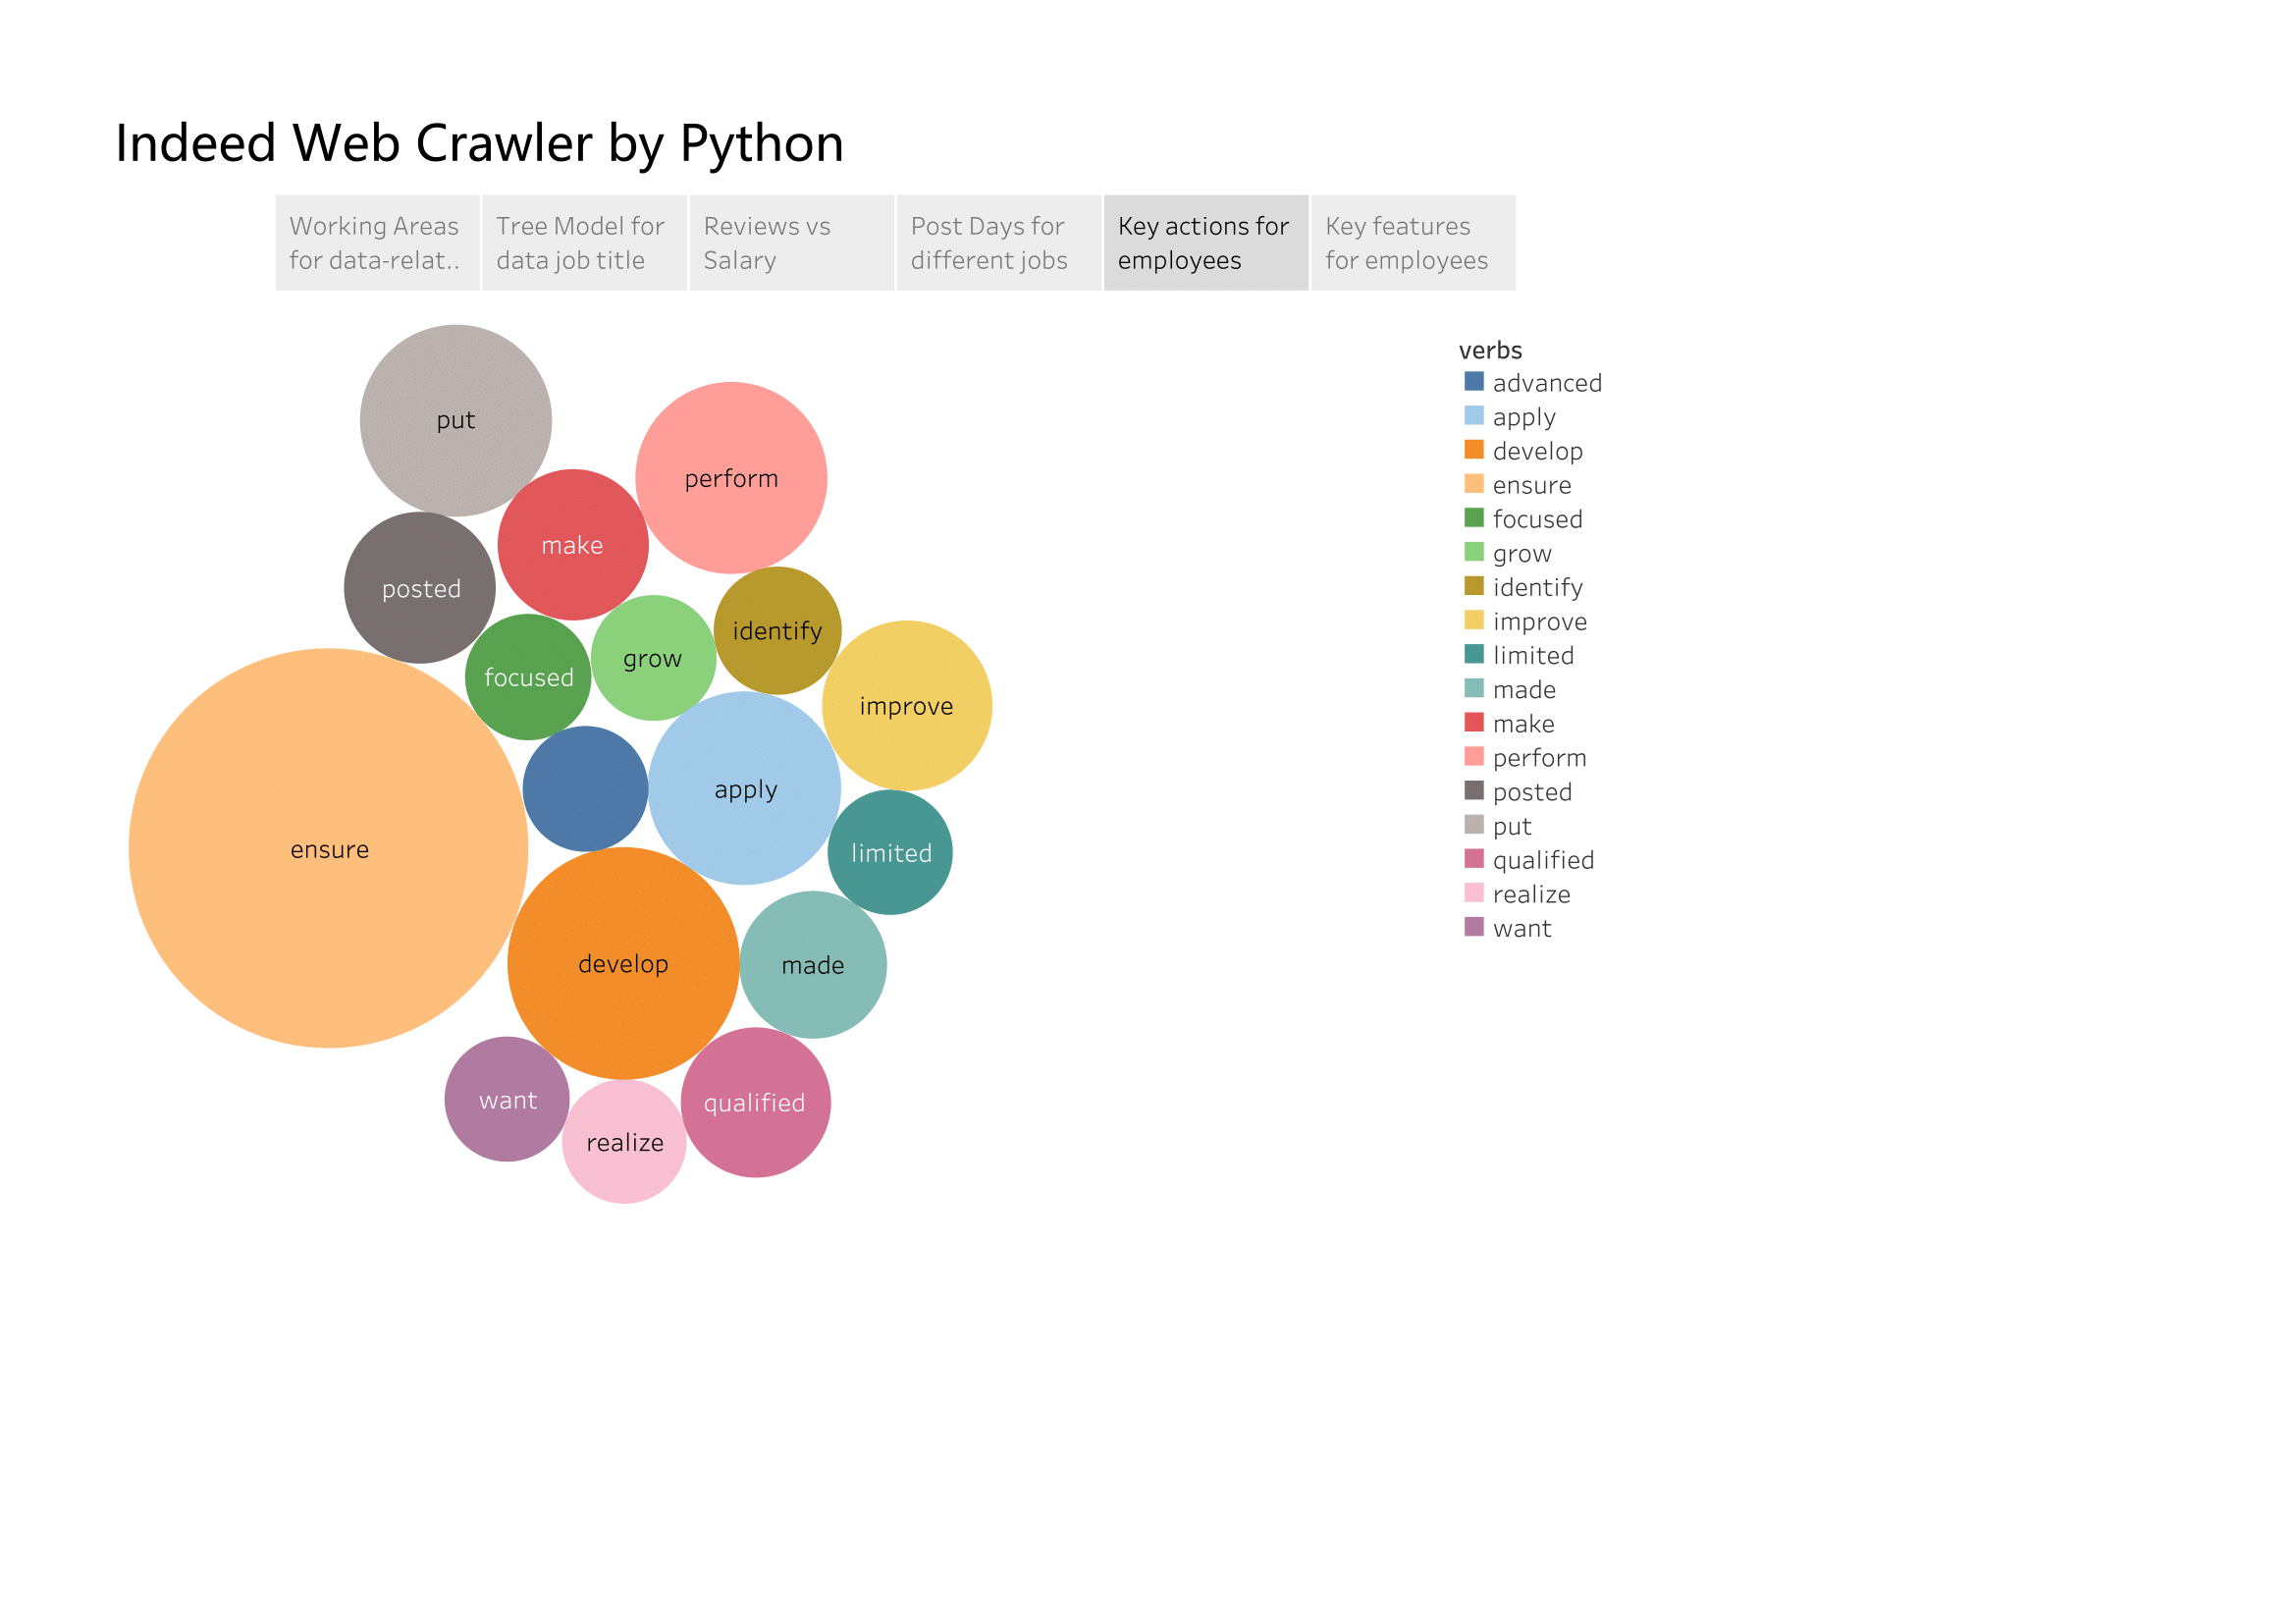 Indeed Web Crawler by Python
Working Areas
for data-relat..
Tree Model for
data job title
Reviews vs
Salary
Post Days for
different jobs
Key actions for
employees
Key features
for employees
put
perform
make
posted
identify
grow
focused
improve
apply
ensure
limited
develop
made
want
qualified
realize
verbs
advanced
apply
develop
ensure
focused
grow
identify
improve
limited
made
make
perform
posted
put
qualified
realize
want